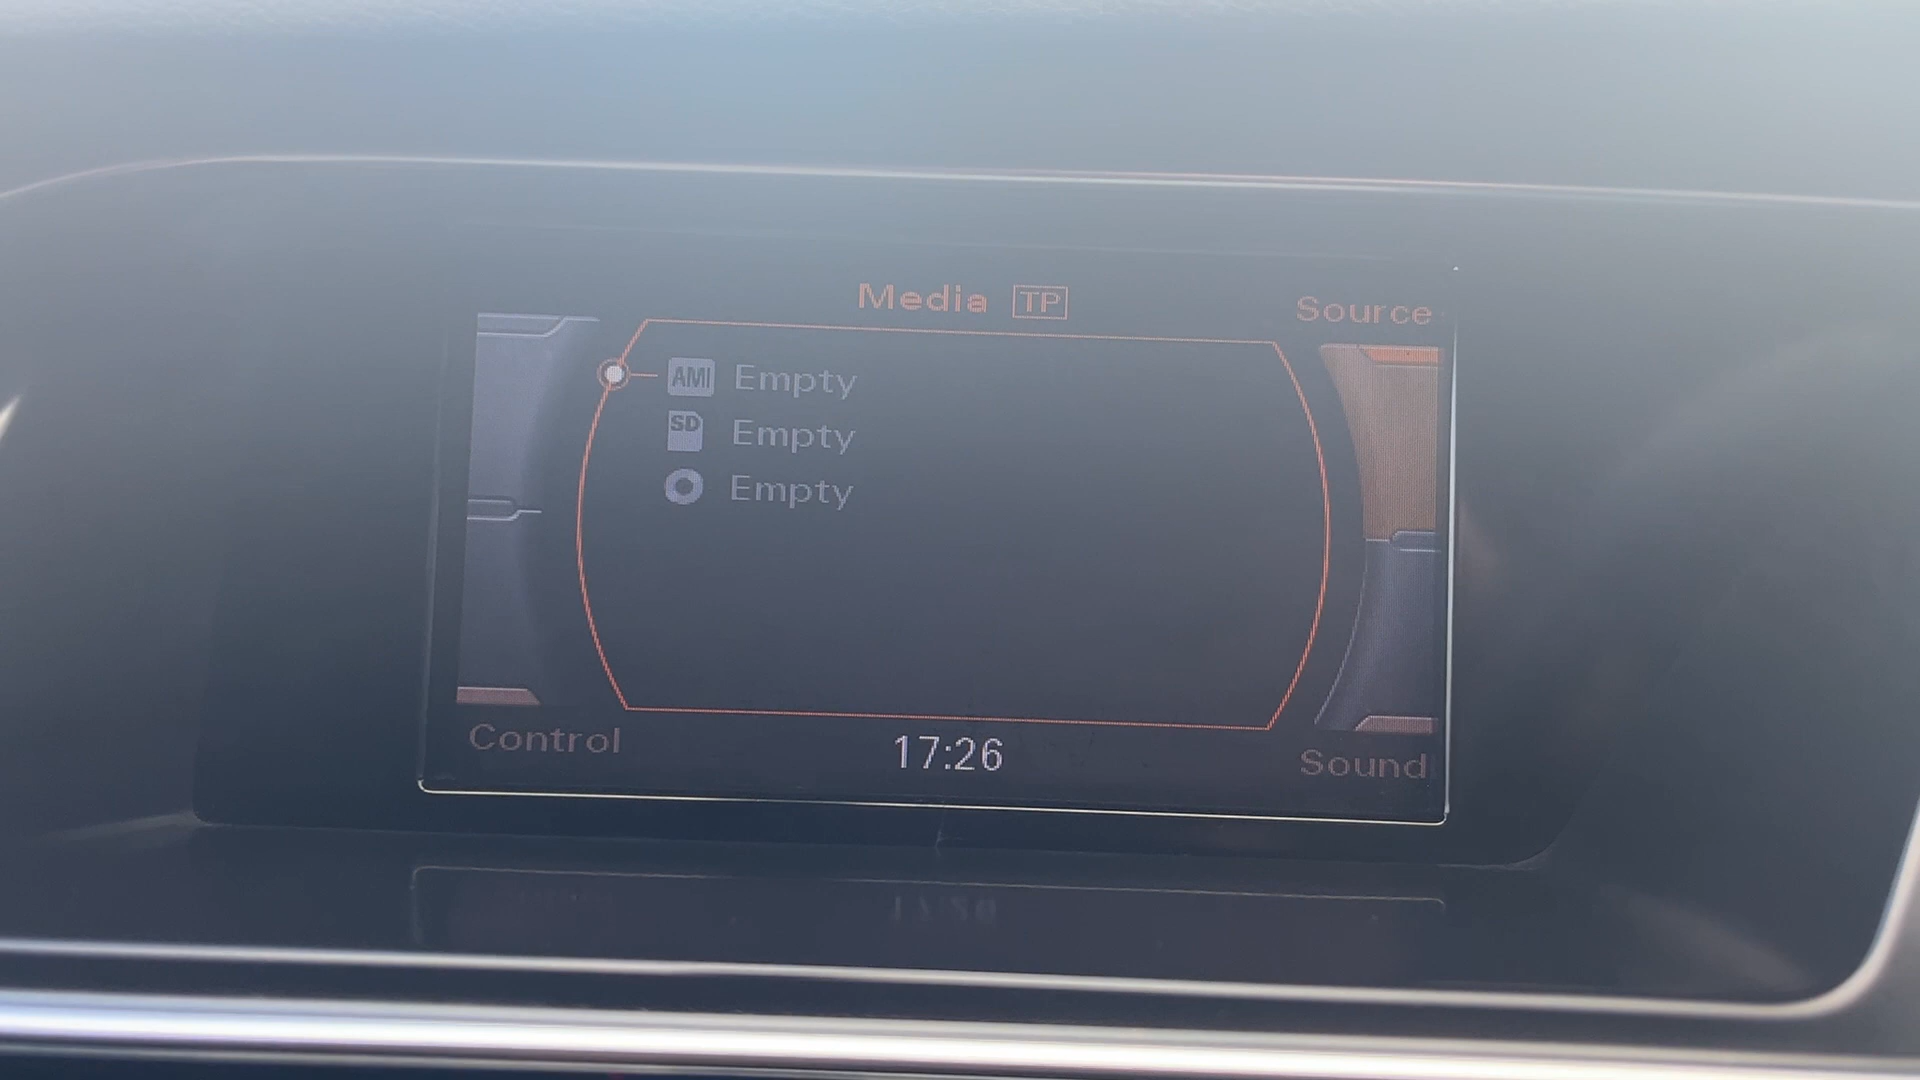 Media TP
Source
AMI Empty
SD Empty
Empty
Control
17:26
Sound